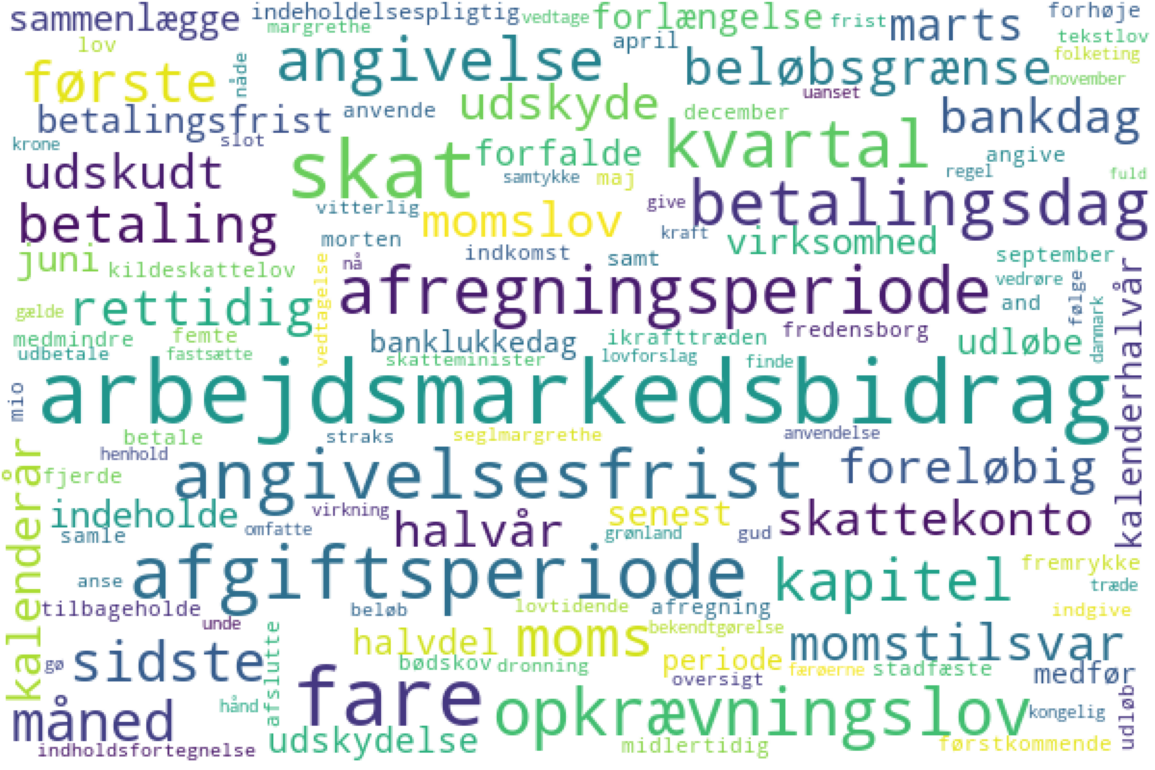 sammenlægge
indeholdelsespligtig
vedtage
forlængelse
frist
marts
forhøje
margrethe
tekstlov
lov
angivelse
april
beløbsgrænse
folketing
november
første
nåde
udskyde
uanset
december
bankdag
betalingsfrist
anvende
krone
slot
skat
forfalde
kvartal
angive
udskudt
samtykke
maj
regel
fuld
betaling
vitterlig
momslov
give
betalingsdag
kraft
morten
indkomst
samt
virksomhed
september
juni
kildeskattelov
vedtagelse
nå
afregningsperiode
vedrøre
and
følge
kalenderhalvår
gælde
rettidig
danmark
medmindre
femte
banklukkedag
ikrafttræden
fredensborg
udløbe
udbetale
fastsætte
skatteminister
lovforslag
finde
mio
arbejdsmarkedsbidrag
betale
straks
seglmargrethe
anvendelse
henhold
kalenderår
fjerde
angivelsesfrist
foreløbig
indeholde
virkning
halvår
senest
skattekonto
samle
omfatte
grønland
gud
anse
afgiftsperiode
kapitel
fremrykke
træde
tilbageholde
beløb
lovtidende
afregning
indgive
unde
halvdel
moms
bekendtgørelse
momstilsvar
gø
sidste
afslutte
bødskov
dronning
periode
færøerne
stadfæste
medfør
oversigt
måned
hånd
fare
opkrævningslov
kongelig
udløb
indholdsfortegnelse
udskydelse
midlertidig
førstkommende